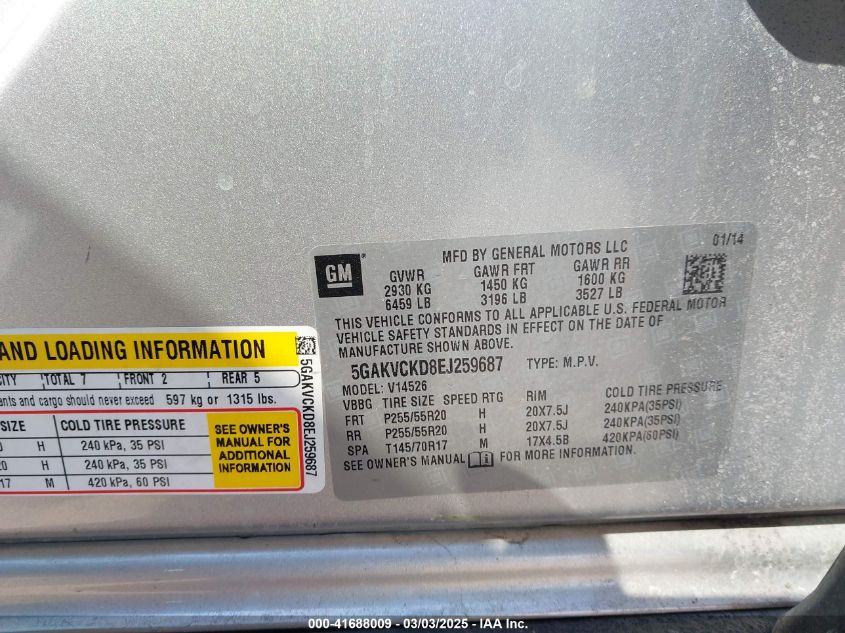 GM
MFD BY GENERAL MOTORS LLC 01/14
GVWR GAWR FRT GAWR RR
2930 KG 1450 KG 1600 KG
6459 LB 3196 LB 3527 LB
THIS VEHICLE CONFORMS TO ALL APPLICABLE U.S. FEDERAL MOTOR
VEHICLE SAFETY STANDARDS IN EFFECT ON THE DATE OF
MANUFACTURE SHOWN ABOVE.
5GAKVCKD8EJ259687 TYPE: M.P.V.
MODEL: V14526
VBBG TIRE SIZE SPEED RTG RIM COLD TIRE PRESSURE
FRT P255/55R20 H 20X7.5J 240KPA(35PSI)
RR P255/55R20 H 20X7.5J 240KPA(35PSI)
SPA T145/70R17 M 17X4.5B 420KPA(60PSI)
SEE OWNER'S MANUAL FOR MORE INFORMATION.
AND LOADING INFORMATION
CITY TOTAL 7 FRONT 2 REAR 5
ants and cargo should never exceed 597 kg or 1315 lbs.
SIZE COLD TIRE PRESSURE
0 H 240 kPa, 35 PSI
20 H 240 kPa, 35 PSI
17 M 420 kPa, 60 PSI
SEE OWNER'S
MANUAL FOR
ADDITIONAL
INFORMATION
5GAKVCKD8EJ259687
000-41688009 - 03/03/2025 - IAA Inc.